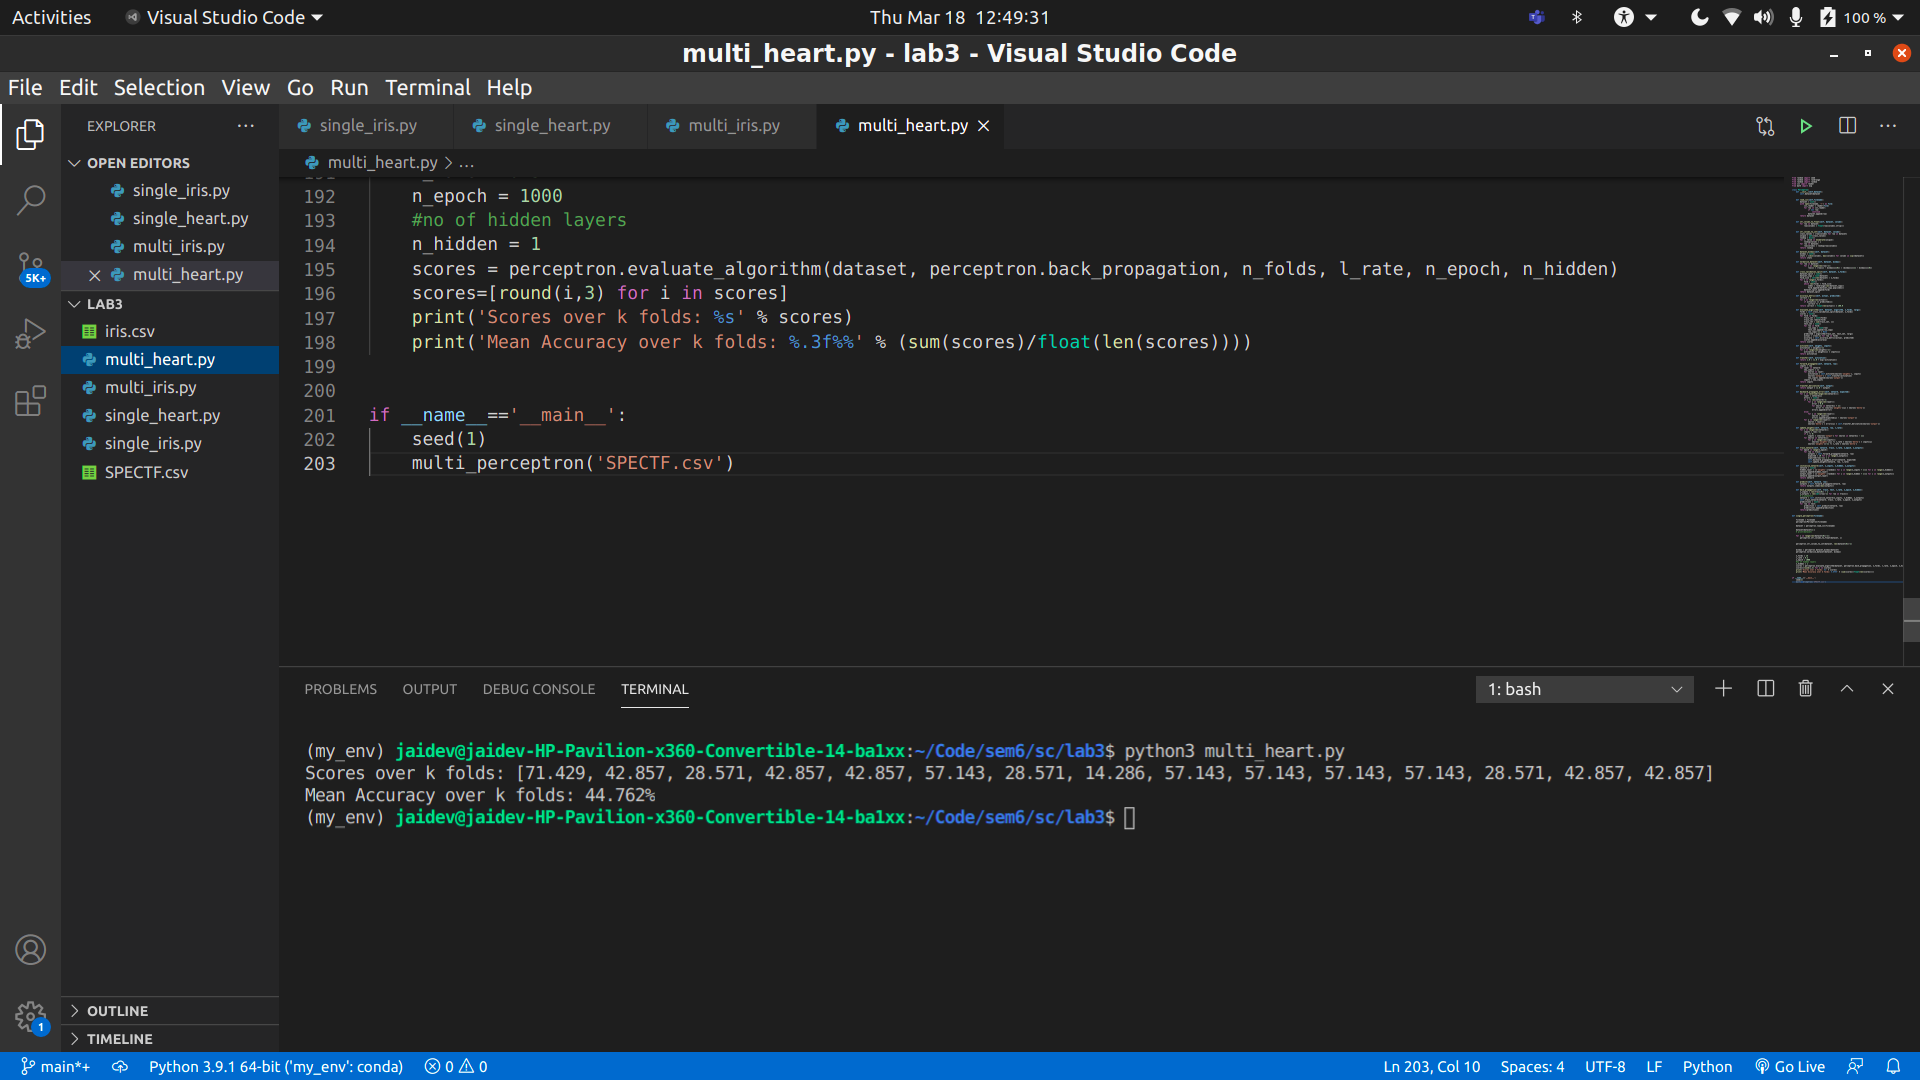 Activities
Visual Studio Code
Thu Mar 18 12:49:31
100 %
multi_heart.py - lab3 - Visual Studio Code
File Edit Selection View Go Run Terminal Help
EXPLORER
OPEN EDITORS
single_iris.py
single_heart.py
multi_iris.py
multi_heart.py
LAB3
iris.csv
multi_heart.py
multi_iris.py
single_heart.py
single_iris.py
SPECTF.csv
5K+
1
OUTLINE
TIMELINE
single_iris.py single_heart.py multi_iris.py multi_heart.py
multi_heart.py > ...
192 n_epoch = 1000
193 #no of hidden layers
194 n_hidden = 1
195 scores = perceptron.evaluate_algorithm(dataset, perceptron.back_propagation, n_folds, l_rate, n_epoch, n_hidden)
196 scores=[round(i,3) for i in scores]
197 print('Scores over k folds: %s' % scores)
198 print('Mean Accuracy over k folds: %.3f%%' % (sum(scores)/float(len(scores))))
199
200
201 if __name__=='__main__':
202 seed(1)
203 multi_perceptron('SPECTF.csv')
PROBLEMS OUTPUT DEBUG CONSOLE TERMINAL
1: bash
(my_env) jaidev@jaidev-HP-Pavilion-x360-Convertible-14-ba1xx:~/Code/sem6/sc/lab3$ python3 multi_heart.py
Scores over k folds: [71.429, 42.857, 28.571, 42.857, 42.857, 57.143, 28.571, 14.286, 57.143, 57.143, 57.143, 57.143, 28.571, 42.857, 42.857]
Mean Accuracy over k folds: 44.762%
(my_env) jaidev@jaidev-HP-Pavilion-x360-Convertible-14-ba1xx:~/Code/sem6/sc/lab3$
main*+ Python 3.9.1 64-bit ('my_env': conda) 0 0 Ln 203, Col 10 Spaces: 4 UTF-8 LF Python Go Live